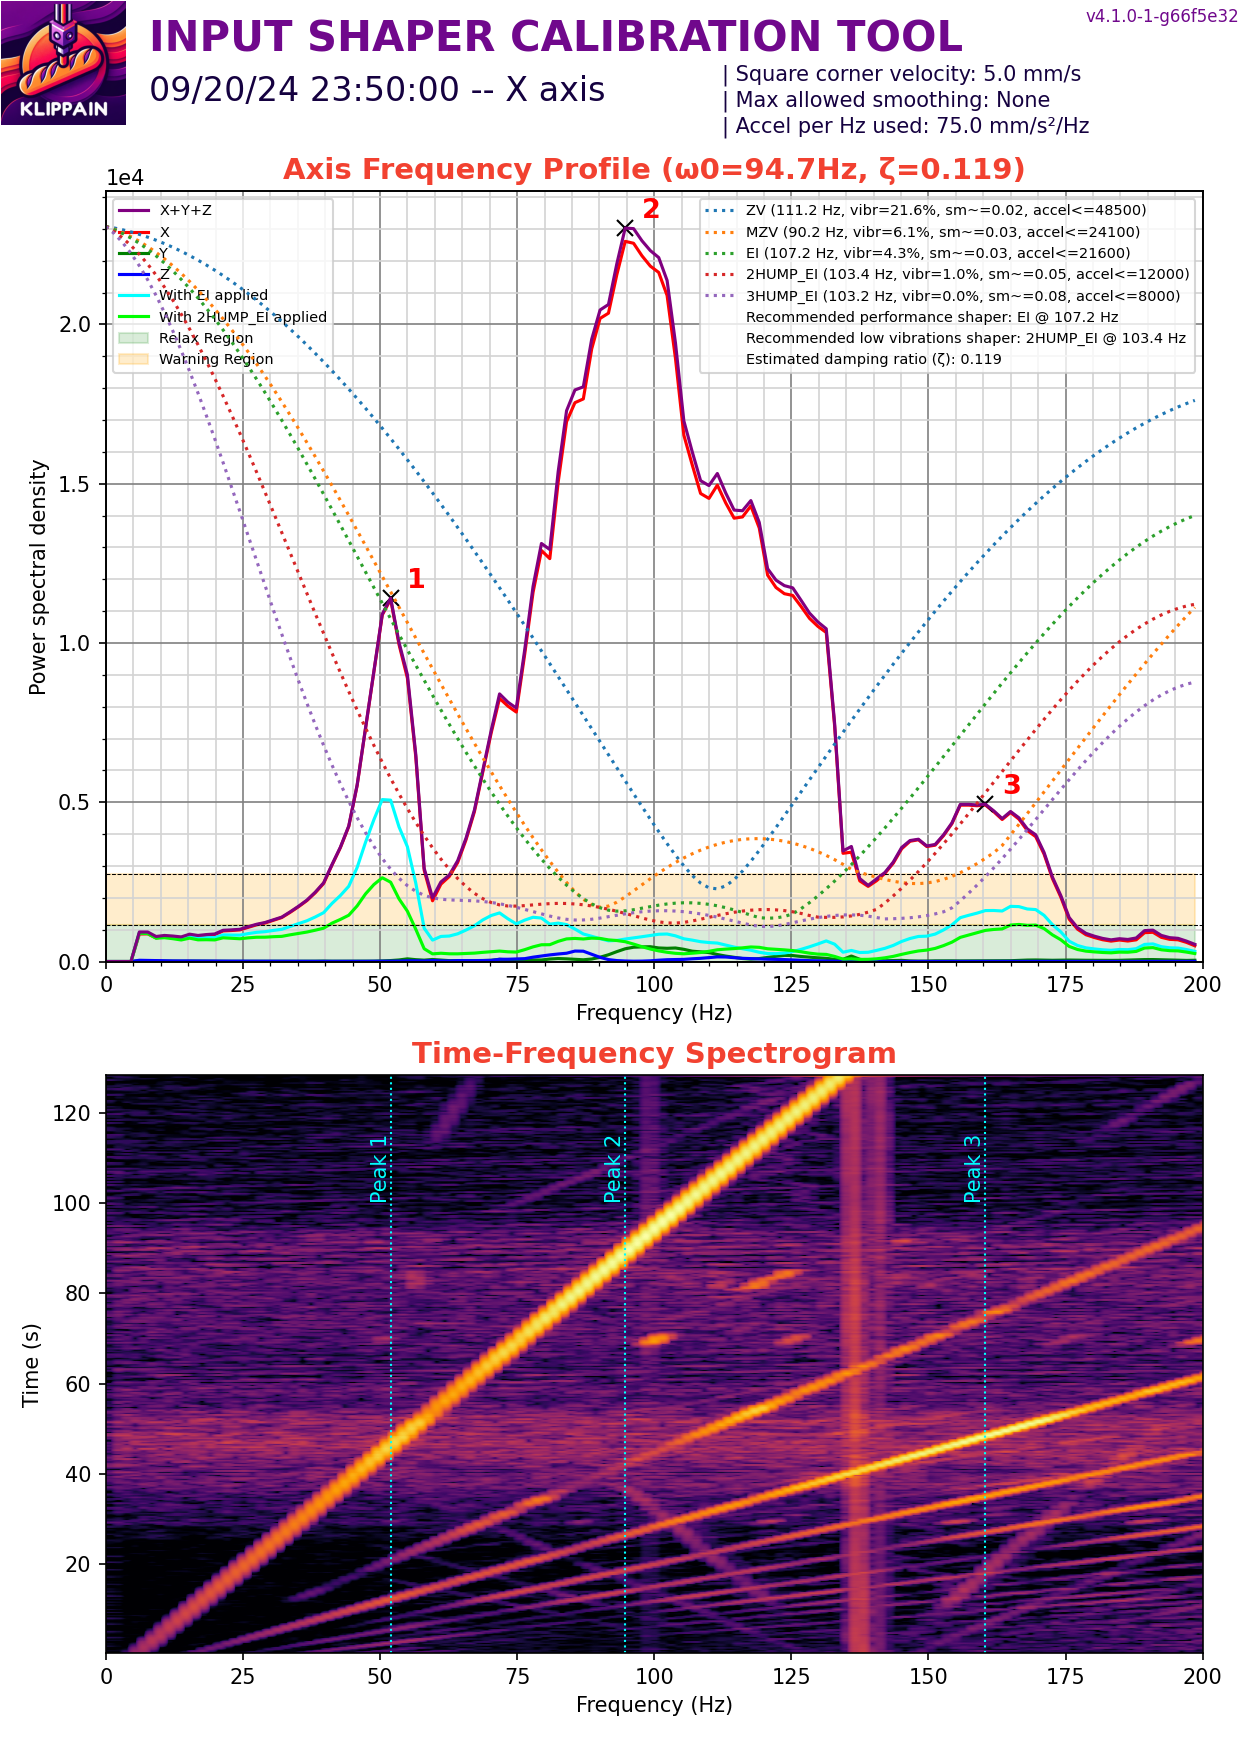 v4.1.0-1-g66f5e32
INPUT SHAPER CALIBRATION TOOL
09/20/24 23:50:00 -- X axis
| Square corner velocity: 5.0 mm/s
| Max allowed smoothing: None
| Accel per Hz used: 75.0 mm/s²/Hz
KLIPPAIN
Axis Frequency Profile (ω0=94.7Hz, ζ=0.119)
1e4
X+Y+Z
X
Y
Z
With EI applied
With 2HUMP_EI applied
Relax Region
Warning Region
ZV (111.2 Hz, vibr=21.6%, sm~=0.02, accel<=48500)
MZV (90.2 Hz, vibr=6.1%, sm~=0.03, accel<=24100)
EI (107.2 Hz, vibr=4.3%, sm~=0.03, accel<=21600)
2HUMP_EI (103.4 Hz, vibr=1.0%, sm~=0.05, accel<=12000)
3HUMP_EI (103.2 Hz, vibr=0.0%, sm~=0.08, accel<=8000)
Recommended performance shaper: EI @ 107.2 Hz
Recommended low vibrations shaper: 2HUMP_EI @ 103.4 Hz
Estimated damping ratio (ζ): 0.119
2
1
3
Power spectral density
2.0
1.5
1.0
0.5
0.0
0 25 50 75 100 125 150 175 200
Frequency (Hz)
Time-Frequency Spectrogram
Peak 1
Peak 2
Peak 3
Time (s)
120
100
80
60
40
20
0 25 50 75 100 125 150 175 200
Frequency (Hz)